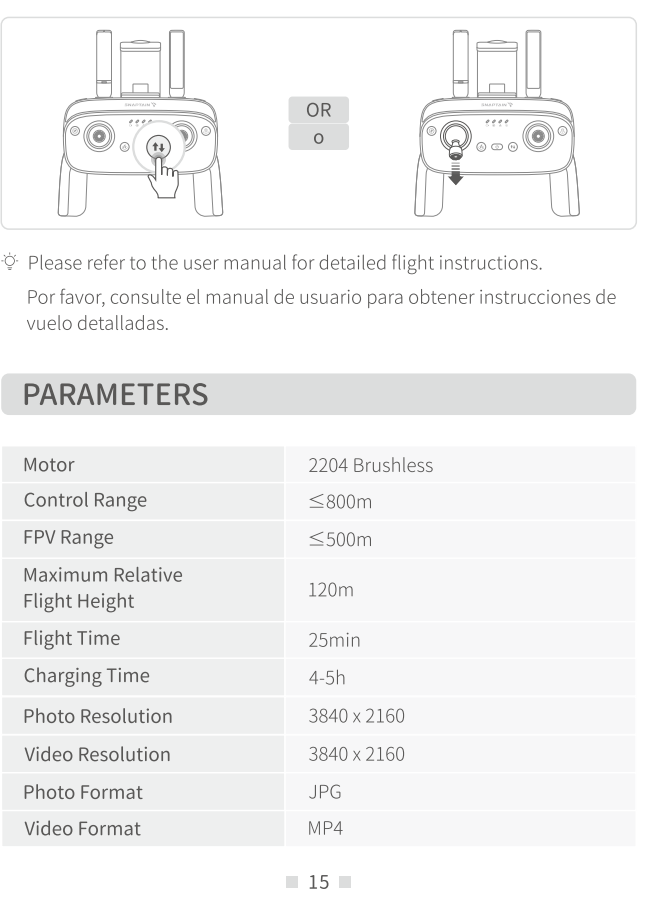 SNAPTAIN
OR
o
SNAPTAIN
Please refer to the user manual for detailed flight instructions.
Por favor, consulte el manual de usuario para obtener instrucciones de
vuelo detalladas.
PARAMETERS
Motor 2204 Brushless
Control Range ≤800m
FPV Range ≤500m
Maximum Relative
Flight Height 120m
Flight Time 25min
Charging Time 4-5h
Photo Resolution 3840 x 2160
Video Resolution 3840 x 2160
Photo Format JPG
Video Format MP4
15